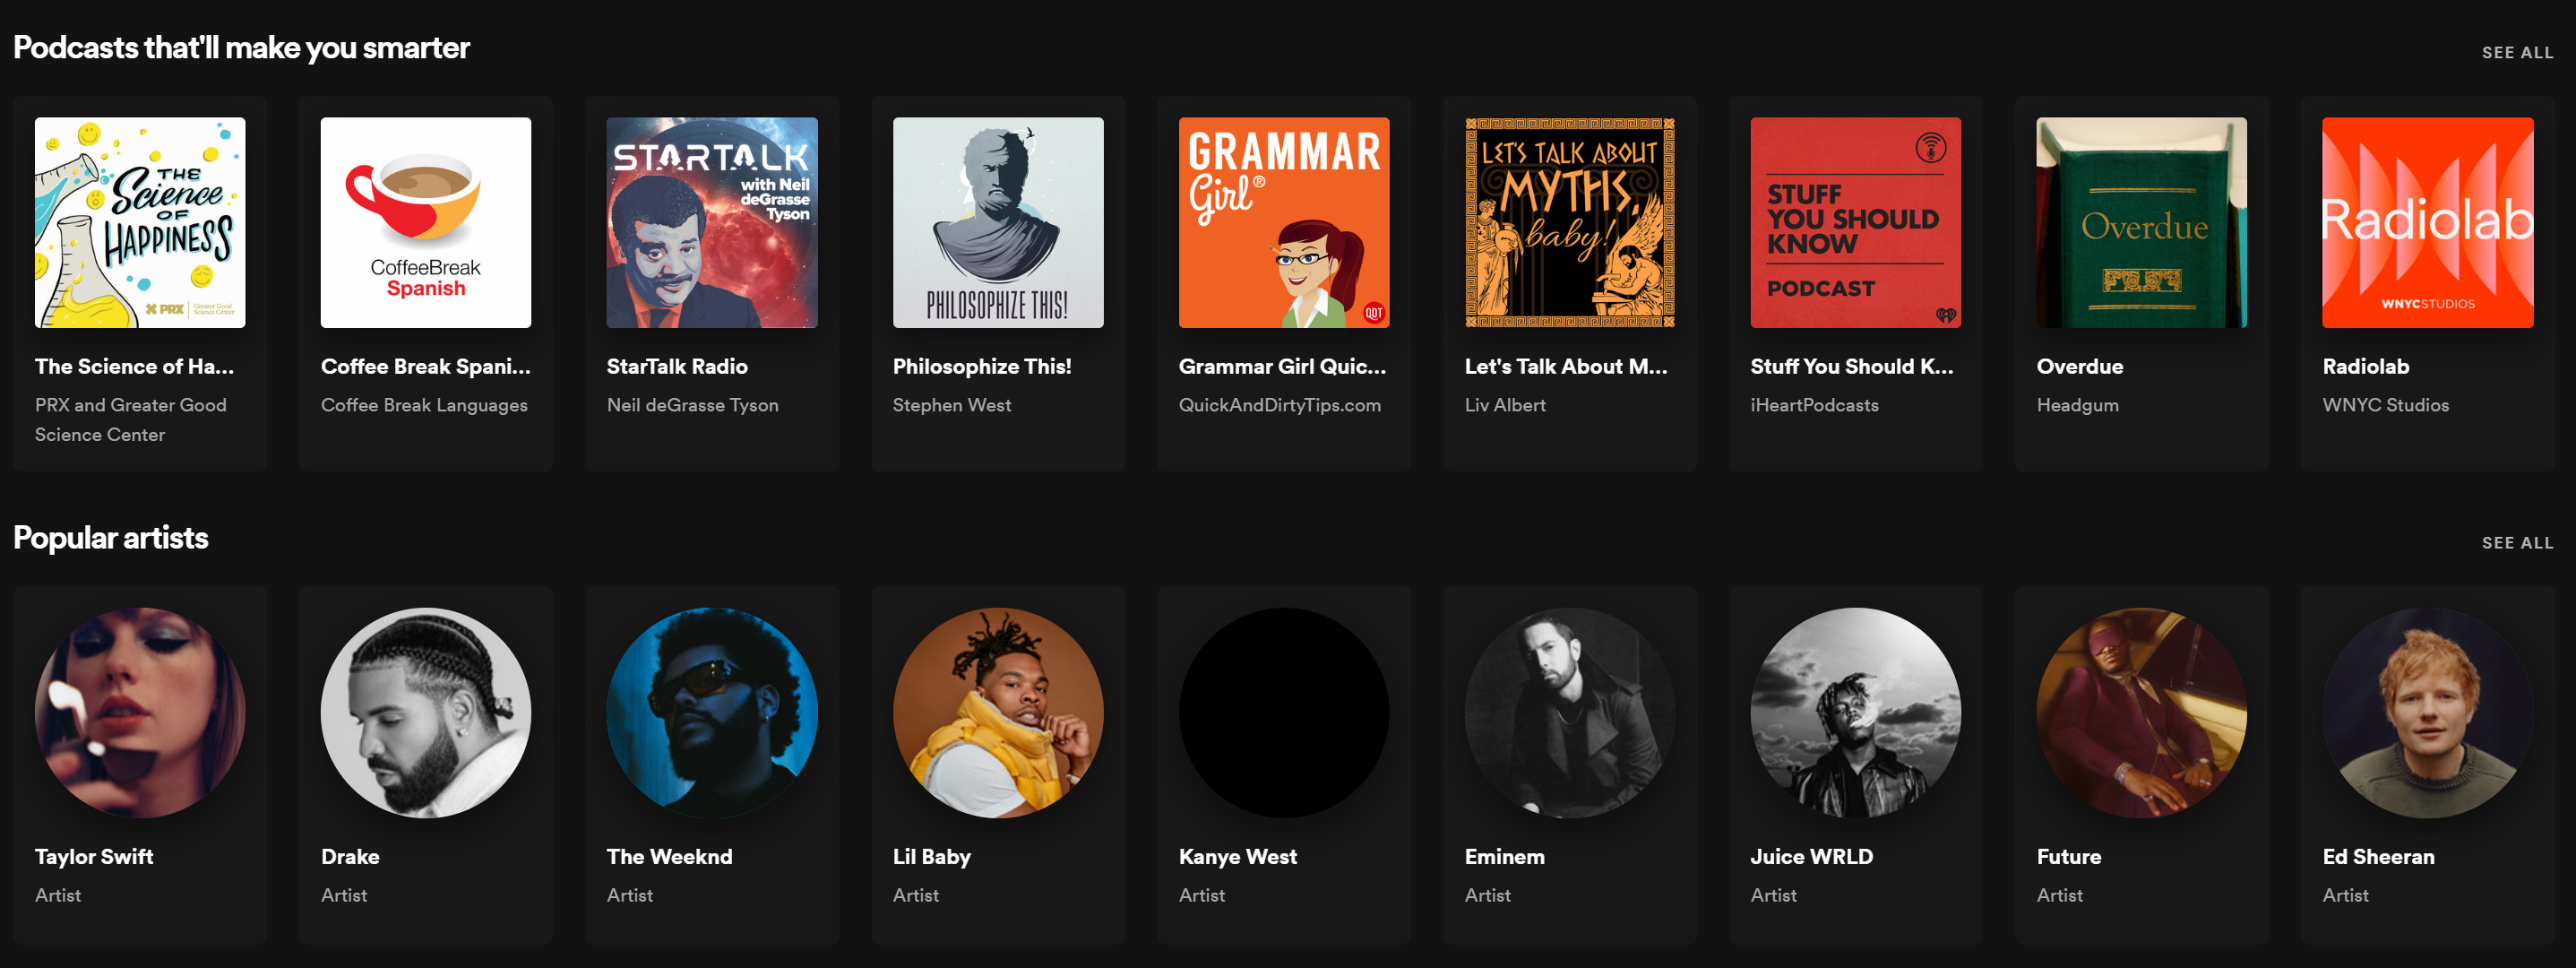 Podcasts that'll make you smarter
SEE ALL
THE
Science
OF
HAPPINESS
PRX
Greater Good
Science Center
CoffeeBreak
Spanish
STARTALK
with Neil
deGrasse
Tyson
PHILOSOPHIZE THIS!
GRAMMAR
Girl®
QDT
LET'S TALK ABOUT
MYTHS,
baby!
STUFF
YOU SHOULD
KNOW
PODCAST
Overdue
Radiolab
WNYCSTUDIOS
The Science of Ha...
Coffee Break Spani...
StarTalk Radio
Philosophize This!
Grammar Girl Quic...
Let's Talk About M...
Stuff You Should K...
Overdue
Radiolab
PRX and Greater Good
Science Center
Coffee Break Languages
Neil deGrasse Tyson
Stephen West
QuickAndDirtyTips.com
Liv Albert
iHeartPodcasts
Headgum
WNYC Studios
Popular artists
SEE ALL
Taylor Swift
Drake
The Weeknd
Lil Baby
Kanye West
Eminem
Juice WRLD
Future
Ed Sheeran
Artist
Artist
Artist
Artist
Artist
Artist
Artist
Artist
Artist